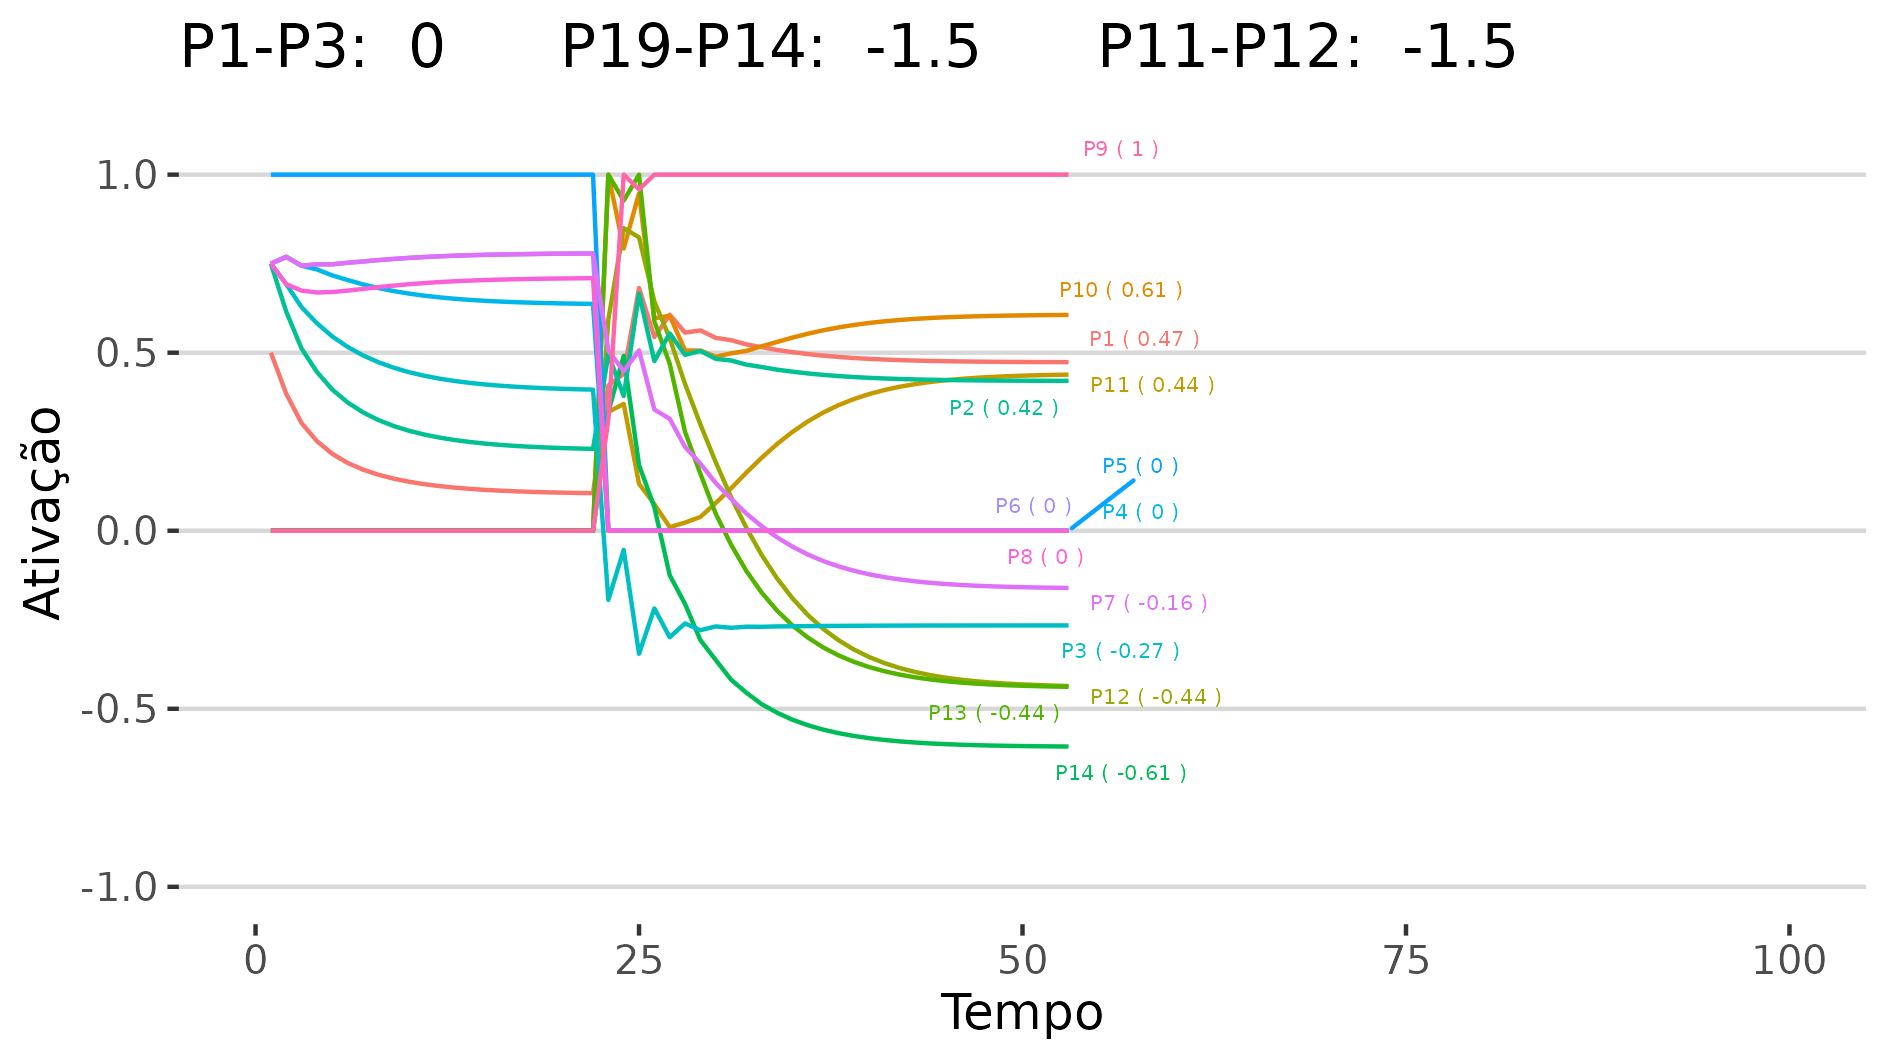 P1-P3:  0     P19-P14:  -1.5     P11-P12:  -1.5
P9 ( 1 )
1.0
P10 ( 0.61 )
P1 ( 0.47 )
0.5
P11 ( 0.44 )
P2 ( 0.42 )
P5 ( 0 )
P6 ( 0 )
P4 ( 0 )
0.0
P8 ( 0 )
P7 ( -0.16 )
P3 ( -0.27 )
P12 ( -0.44 )
-0.5
P13 ( -0.44 )
P14 ( -0.61 )
-1.0
Ativação
0 25 50 75 100
Tempo